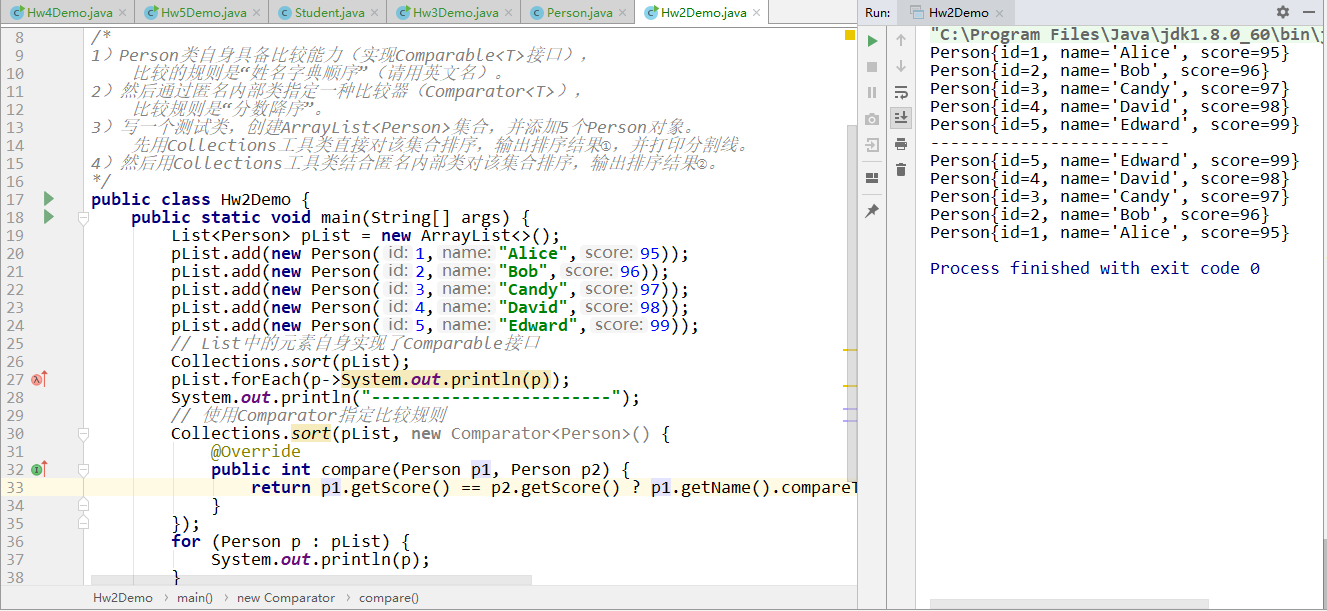 Hw4Demo.java × Hw5Demo.java × Student.java × Hw3Demo.java × Person.java × Hw2Demo.java × Run: Hw2Demo ×
8 /*
9 1）Person类自身具备比较能力（实现Comparable<T>接口），
10 比较的规则是“姓名字典顺序”（请用英文名）。
11 2）然后通过匿名内部类指定一种比较器（Comparator<T>），
12 比较规则是“分数降序”。
13 3）写一个测试类，创建ArrayList<Person>集合，并添加5个Person对象。
14 先用Collections工具类直接对该集合排序，输出排序结果①，并打印分割线。
15 4）然后用Collections工具类结合匿名内部类对该集合排序，输出排序结果②。
16 */
17 public class Hw2Demo {
18 public static void main(String[] args) {
19 List<Person> pList = new ArrayList<>();
20 pList.add(new Person( id: 1, name: "Alice", score: 95));
21 pList.add(new Person( id: 2, name: "Bob", score: 96));
22 pList.add(new Person( id: 3, name: "Candy", score: 97));
23 pList.add(new Person( id: 4, name: "David", score: 98));
24 pList.add(new Person( id: 5, name: "Edward", score: 99));
25 // List中的元素自身实现了Comparable接口
26 Collections.sort(pList);
27 pList.forEach(p->System.out.println(p));
28 System.out.println("------------------------");
29 // 使用Comparator指定比较规则
30 Collections.sort(pList, new Comparator<Person>() {
31 @Override
32 public int compare(Person p1, Person p2) {
33 return p1.getScore() == p2.getScore() ? p1.getName().compareT
34 }
35 });
36 for (Person p : pList) {
37 System.out.println(p);
38 }
Hw2Demo › main() › new Comparator › compare()
"C:\Program Files\Java\jdk1.8.0_60\bin\j
Person{id=1, name='Alice', score=95}
Person{id=2, name='Bob', score=96}
Person{id=3, name='Candy', score=97}
Person{id=4, name='David', score=98}
Person{id=5, name='Edward', score=99}
------------------------
Person{id=5, name='Edward', score=99}
Person{id=4, name='David', score=98}
Person{id=3, name='Candy', score=97}
Person{id=2, name='Bob', score=96}
Person{id=1, name='Alice', score=95}
Process finished with exit code 0